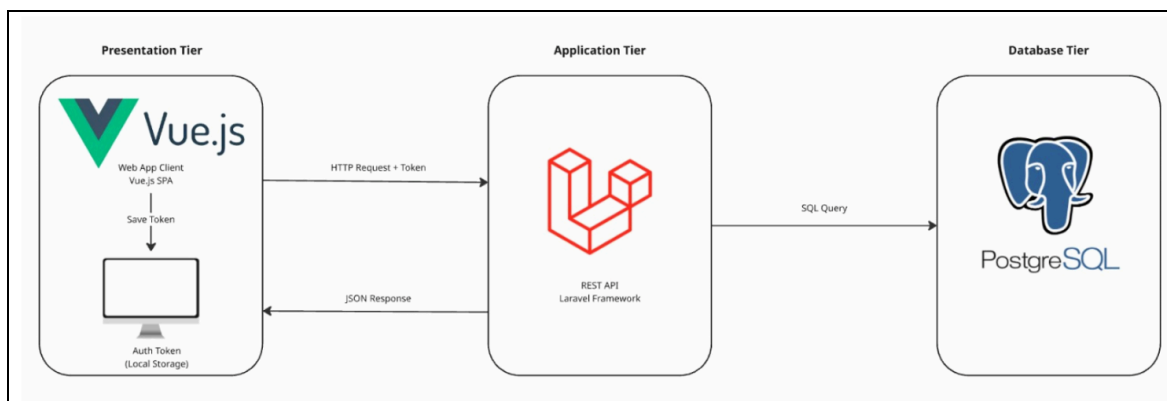 Presentation Tier
Vue.js
Web App Client
Vue.js SPA
Save Token
Auth Token
(Local Storage)
HTTP Request + Token
JSON Response
Application Tier
REST API
Laravel Framework
SQL Query
Database Tier
PostgreSQL